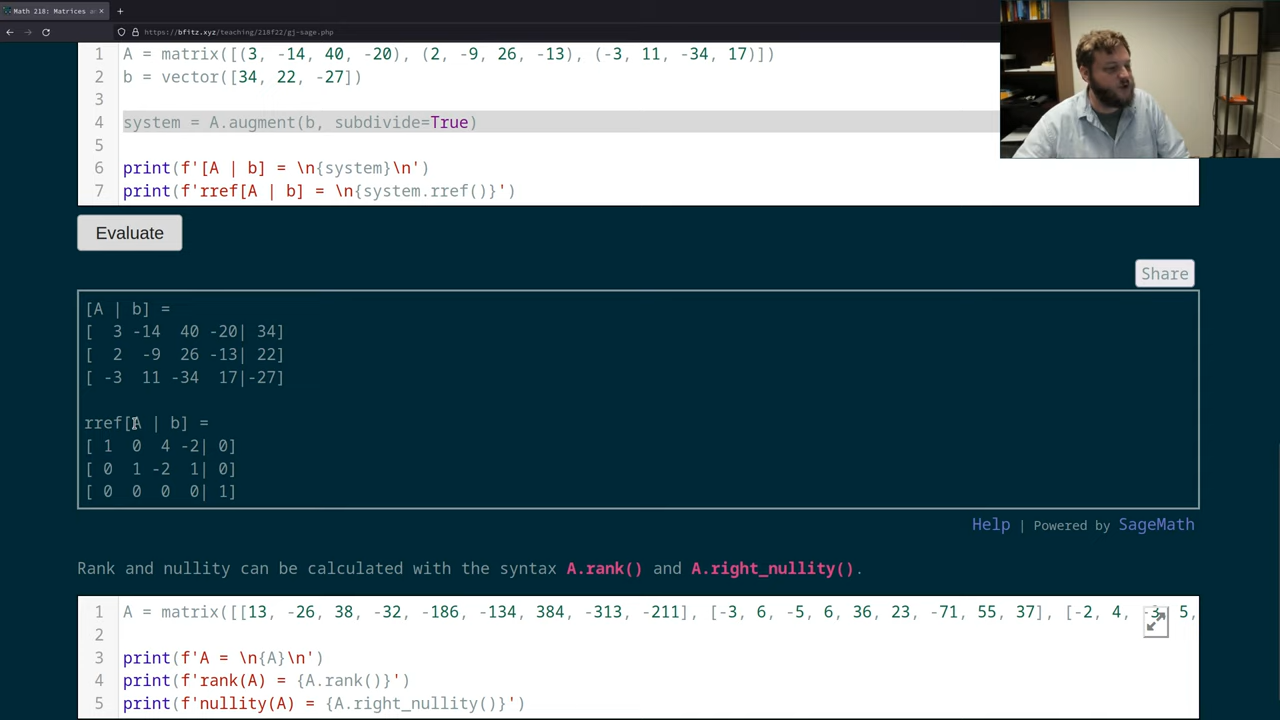 Math 218: Matrices a
https://bfitz.xyz/teaching/218f22/gj-sage.php
1 A = matrix([(3, -14, 40, -20), (2, -9, 26, -13), (-3, 11, -34, 17)])
2 b = vector([34, 22, -27])
3
4 system = A.augment(b, subdivide=True)
5
6 print(f'[A | b] = \n{system}\n')
7 print(f'rref[A | b] = \n{system.rref()}')
Evaluate
Share
[A | b] =
[ 3 -14 40 -20| 34]
[ 2 -9 26 -13| 22]
[ -3 11 -34 17|-27]
rref[A | b] =
[ 1 0 4 -2| 0]
[ 0 1 -2 1| 0]
[ 0 0 0 0| 1]
Help | Powered by SageMath
Rank and nullity can be calculated with the syntax A.rank() and A.right_nullity().
1 A = matrix([[13, -26, 38, -32, -186, -134, 384, -313, -211], [-3, 6, -5, 6, 36, 23, -71, 55, 37], [-2, 4, -3, 5,
2
3 print(f'A = \n{A}\n')
4 print(f'rank(A) = {A.rank()}')
5 print(f'nullity(A) = {A.right_nullity()}')